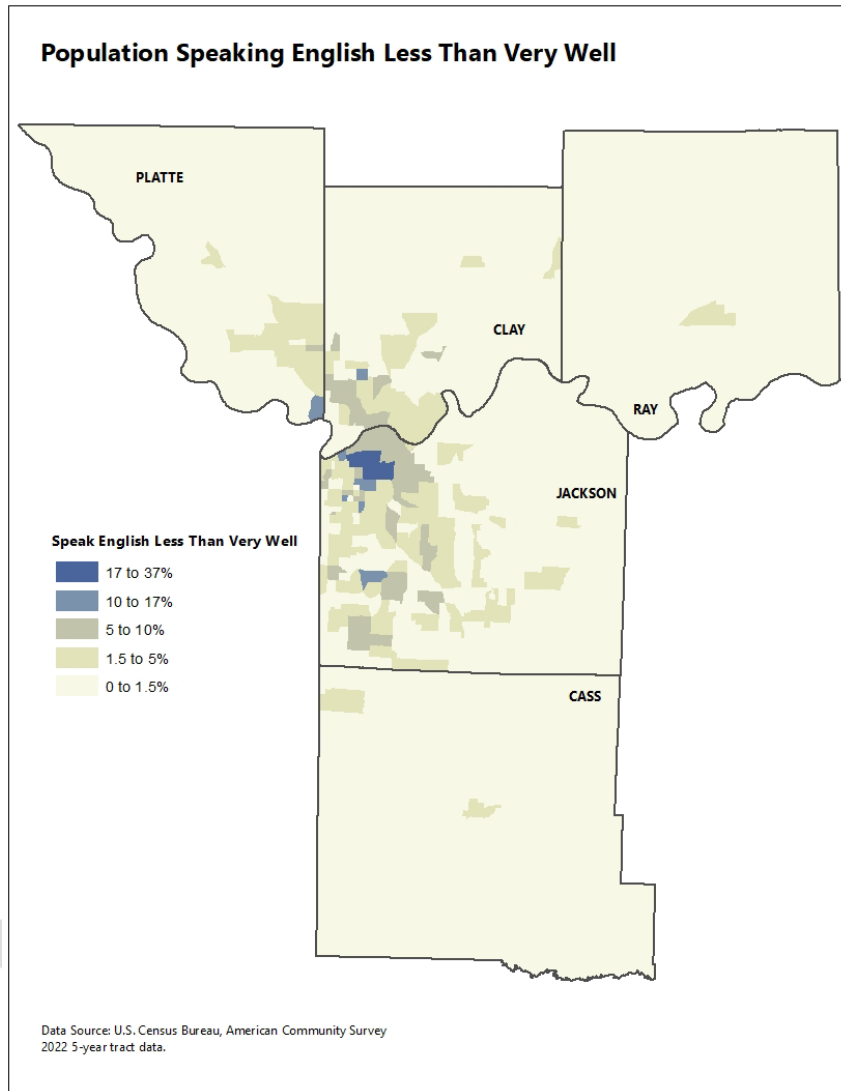 Population Speaking English Less Than Very Well
PLATTE
CLAY
RAY
JACKSON
Speak English Less Than Very Well
17 to 37%
10 to 17%
5 to 10%
1.5 to 5%
0 to 1.5%
CASS
Data Source: U.S. Census Bureau, American Community Survey
2022 5-year tract data.